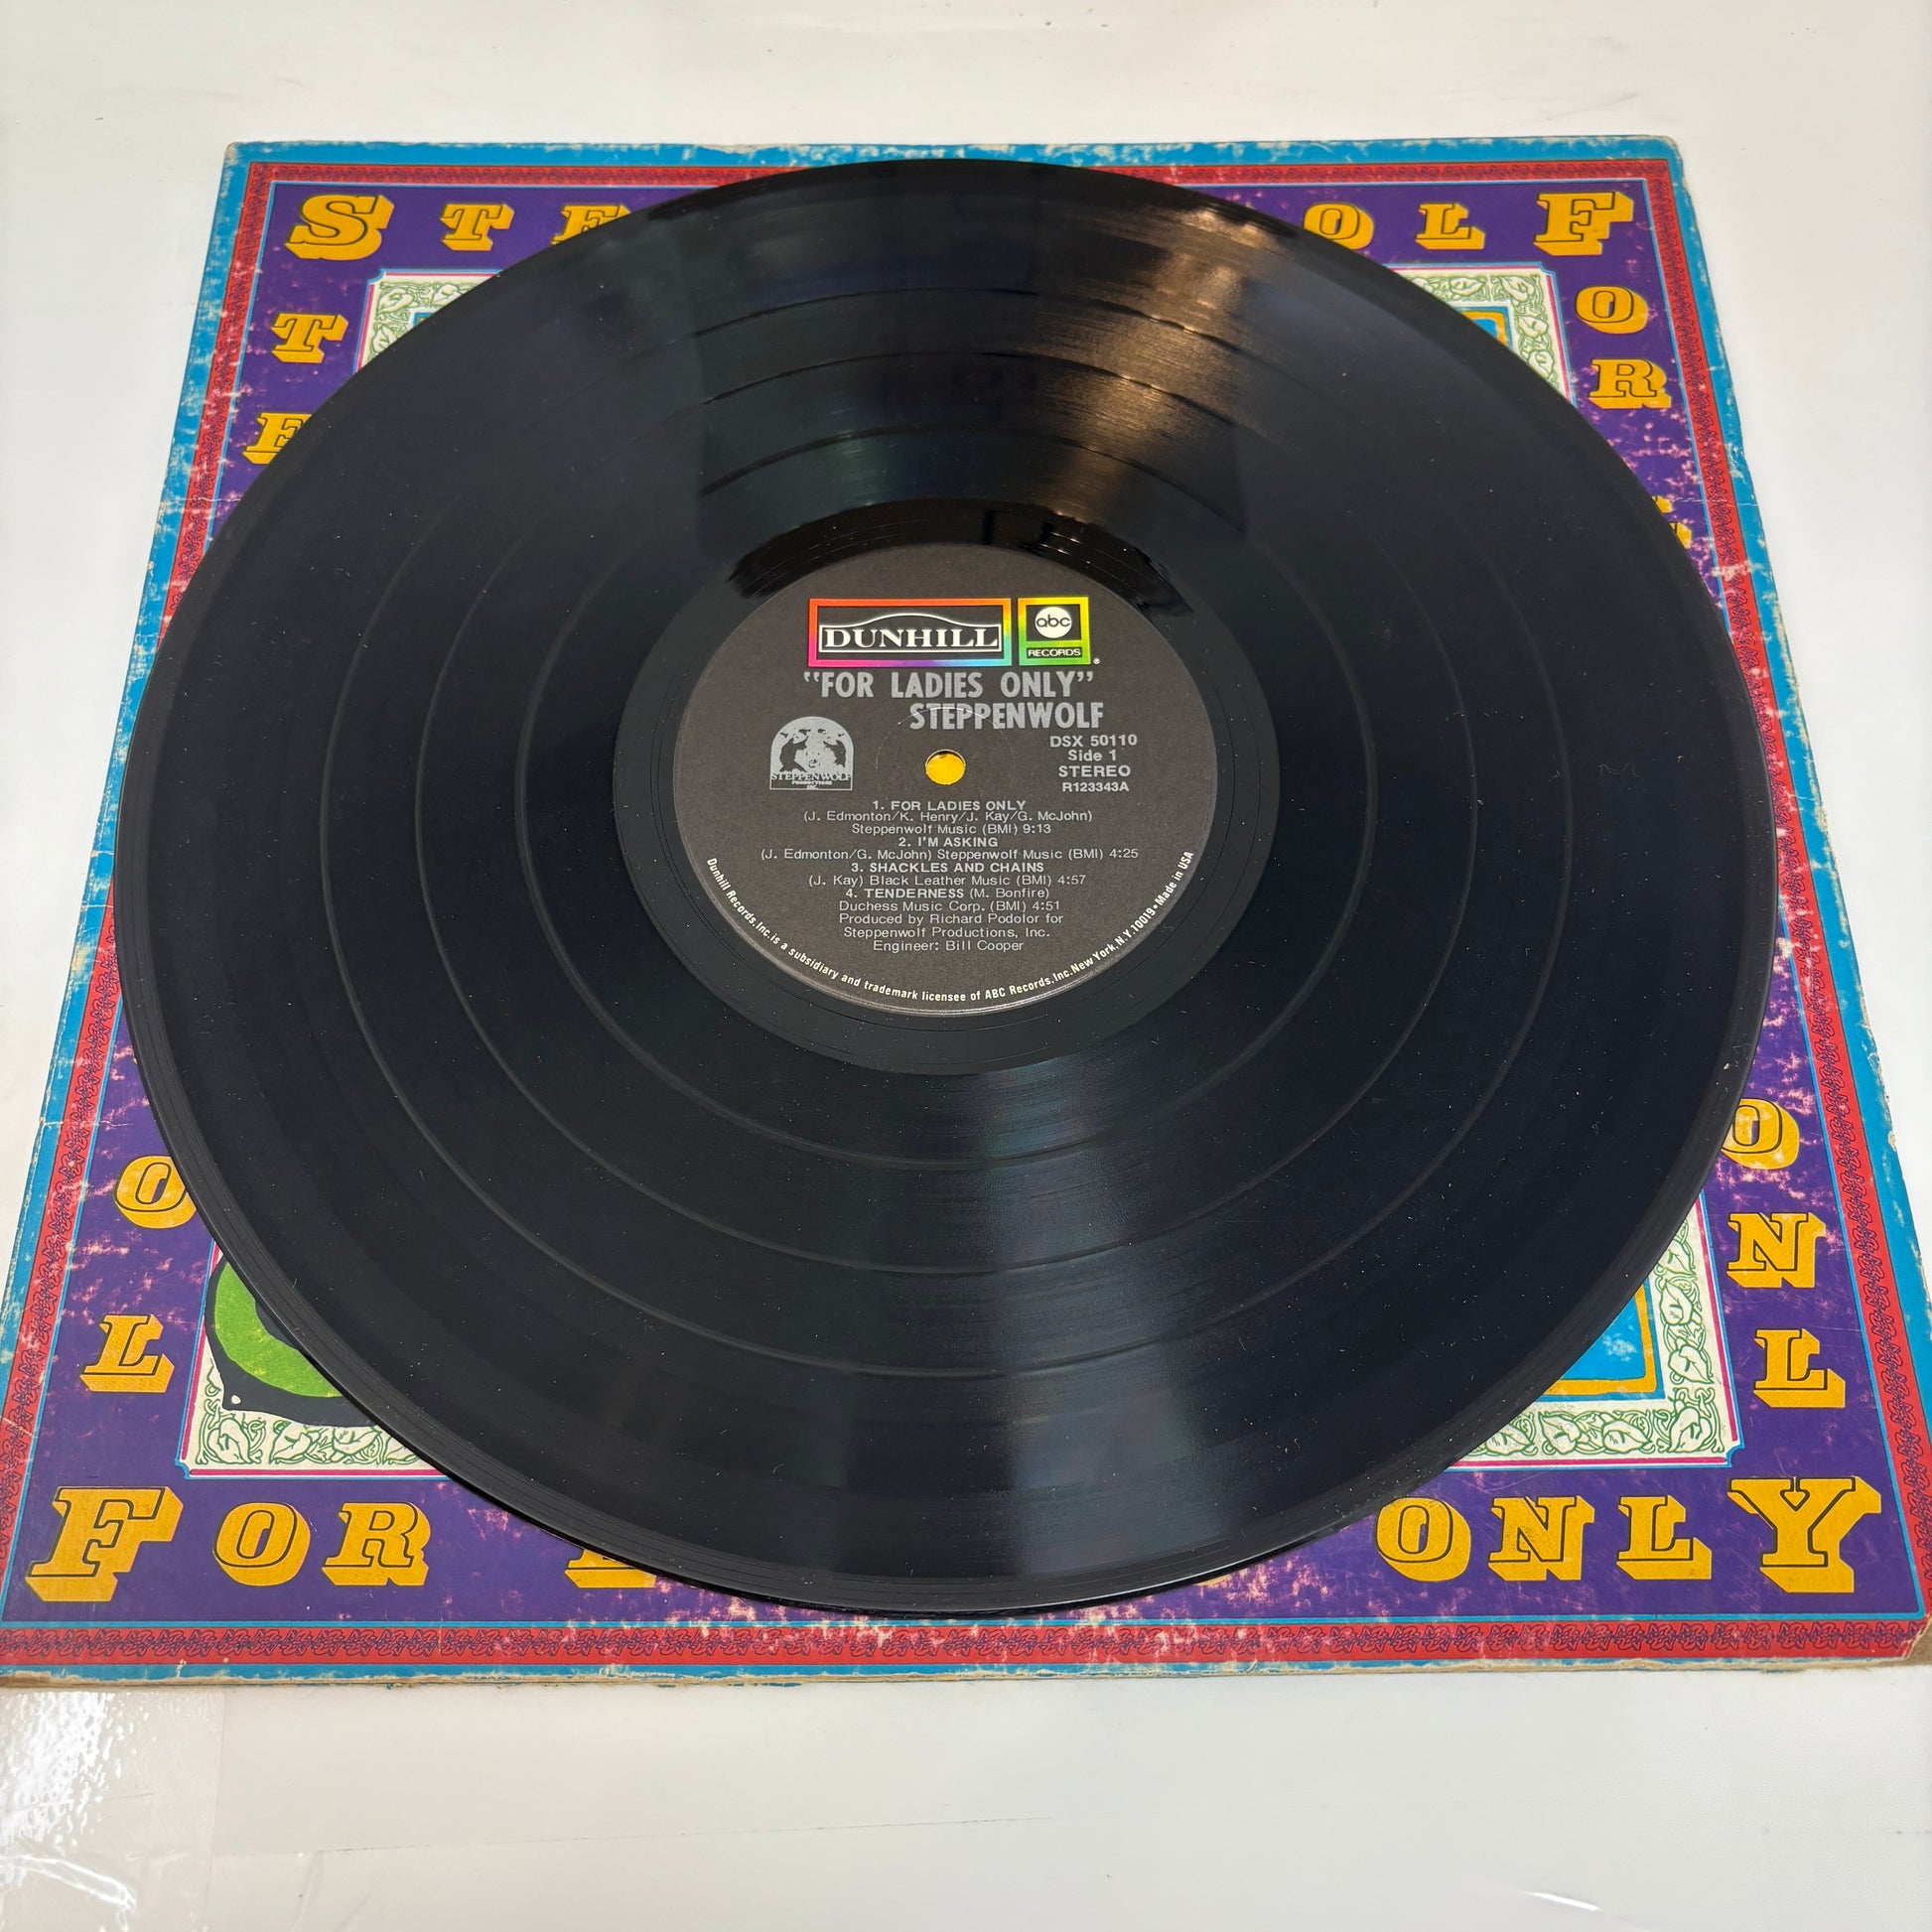 STE OLF
T
E
O
L
O
R
O
N
L
FOR ONLY
DUNHILL
abc
RECORDS
®
"FOR LADIES ONLY"
STEPPENWOLF
STEPPENWOLF
PRODUCTIONS
INC.
DSX 50110
Side 1
STEREO
R123343A
1. FOR LADIES ONLY
(J. Edmonton/K. Henry/J. Kay/G. McJohn)
Steppenwolf Music (BMI) 9:13
2. I'M ASKING
(J. Edmonton/G. McJohn) Steppenwolf Music (BMI) 4:25
3. SHACKLES AND CHAINS
(J. Kay) Black Leather Music (BMI) 4:57
4. TENDERNESS (M. Bonfire)
Duchess Music Corp. (BMI) 4:51
Produced by Richard Podolor for
Steppenwolf Productions, Inc.
Engineer: Bill Cooper
Dunhill Records, Inc. is a subsidiary and trademark licensee of ABC Records, Inc. New York, N.Y. 10019 • Made in USA